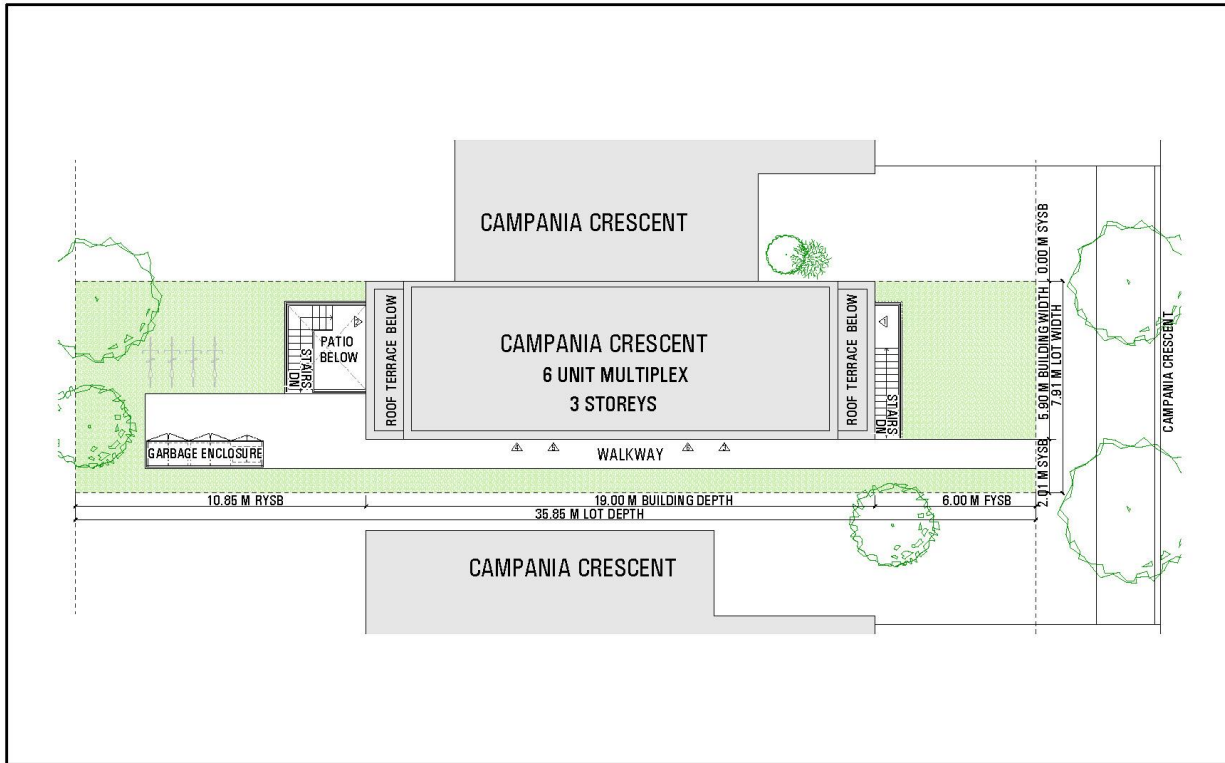 CAMPANIA CRESCENT
0.00 M SYSB
CAMPANIA CRESCENT
6 UNIT MULTIPLEX
3 STOREYS
ROOF TERRACE BELOW
ROOF TERRACE BELOW
PATIO
BELOW
STAIRS
DN
STAIRS
DN
5.90 M BUILDING WIDTH
7.91 M LOT WIDTH
CAMPANIA CRESCENT
GARBAGE ENCLOSURE
WALKWAY
2.01 M SYSB
10.85 M RYSB
19.00 M BUILDING DEPTH
6.00 M FYSB
35.85 M LOT DEPTH
CAMPANIA CRESCENT